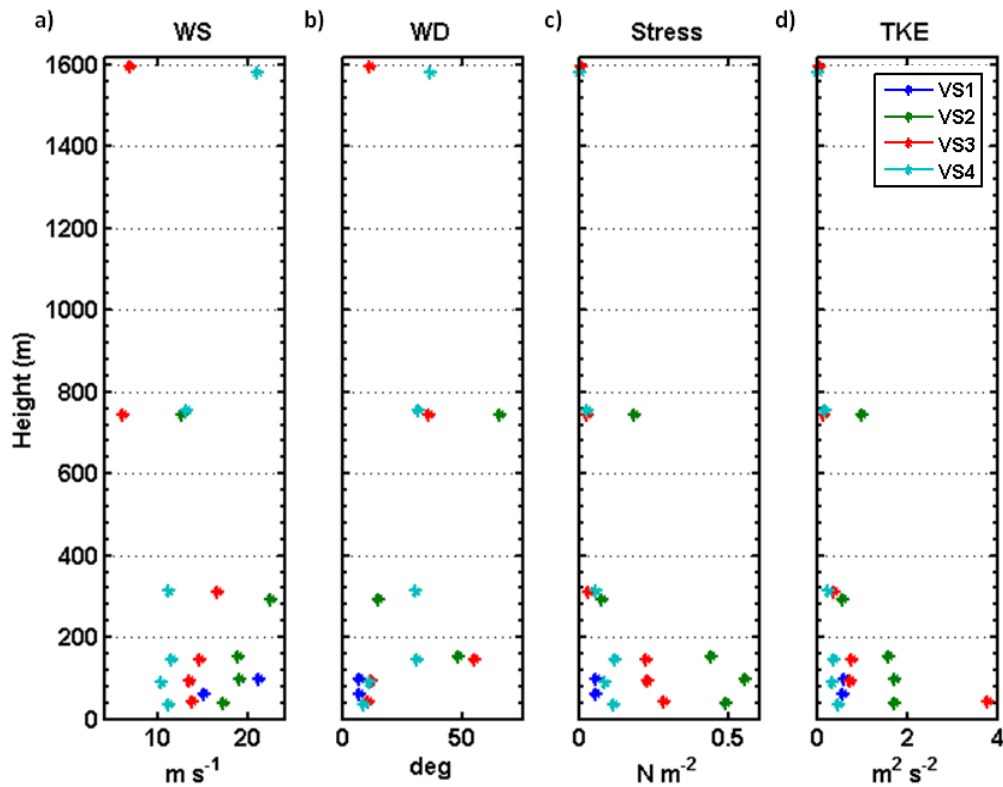 a) b) c) d)
WS WD Stress TKE
1600
1400
1200
1000
800
600
400
200
0
Height (m)
VS1
VS2
VS3
VS4
10 20 0 50 0 0.5 0 2 4
m s⁻¹ deg N m⁻² m² s⁻²